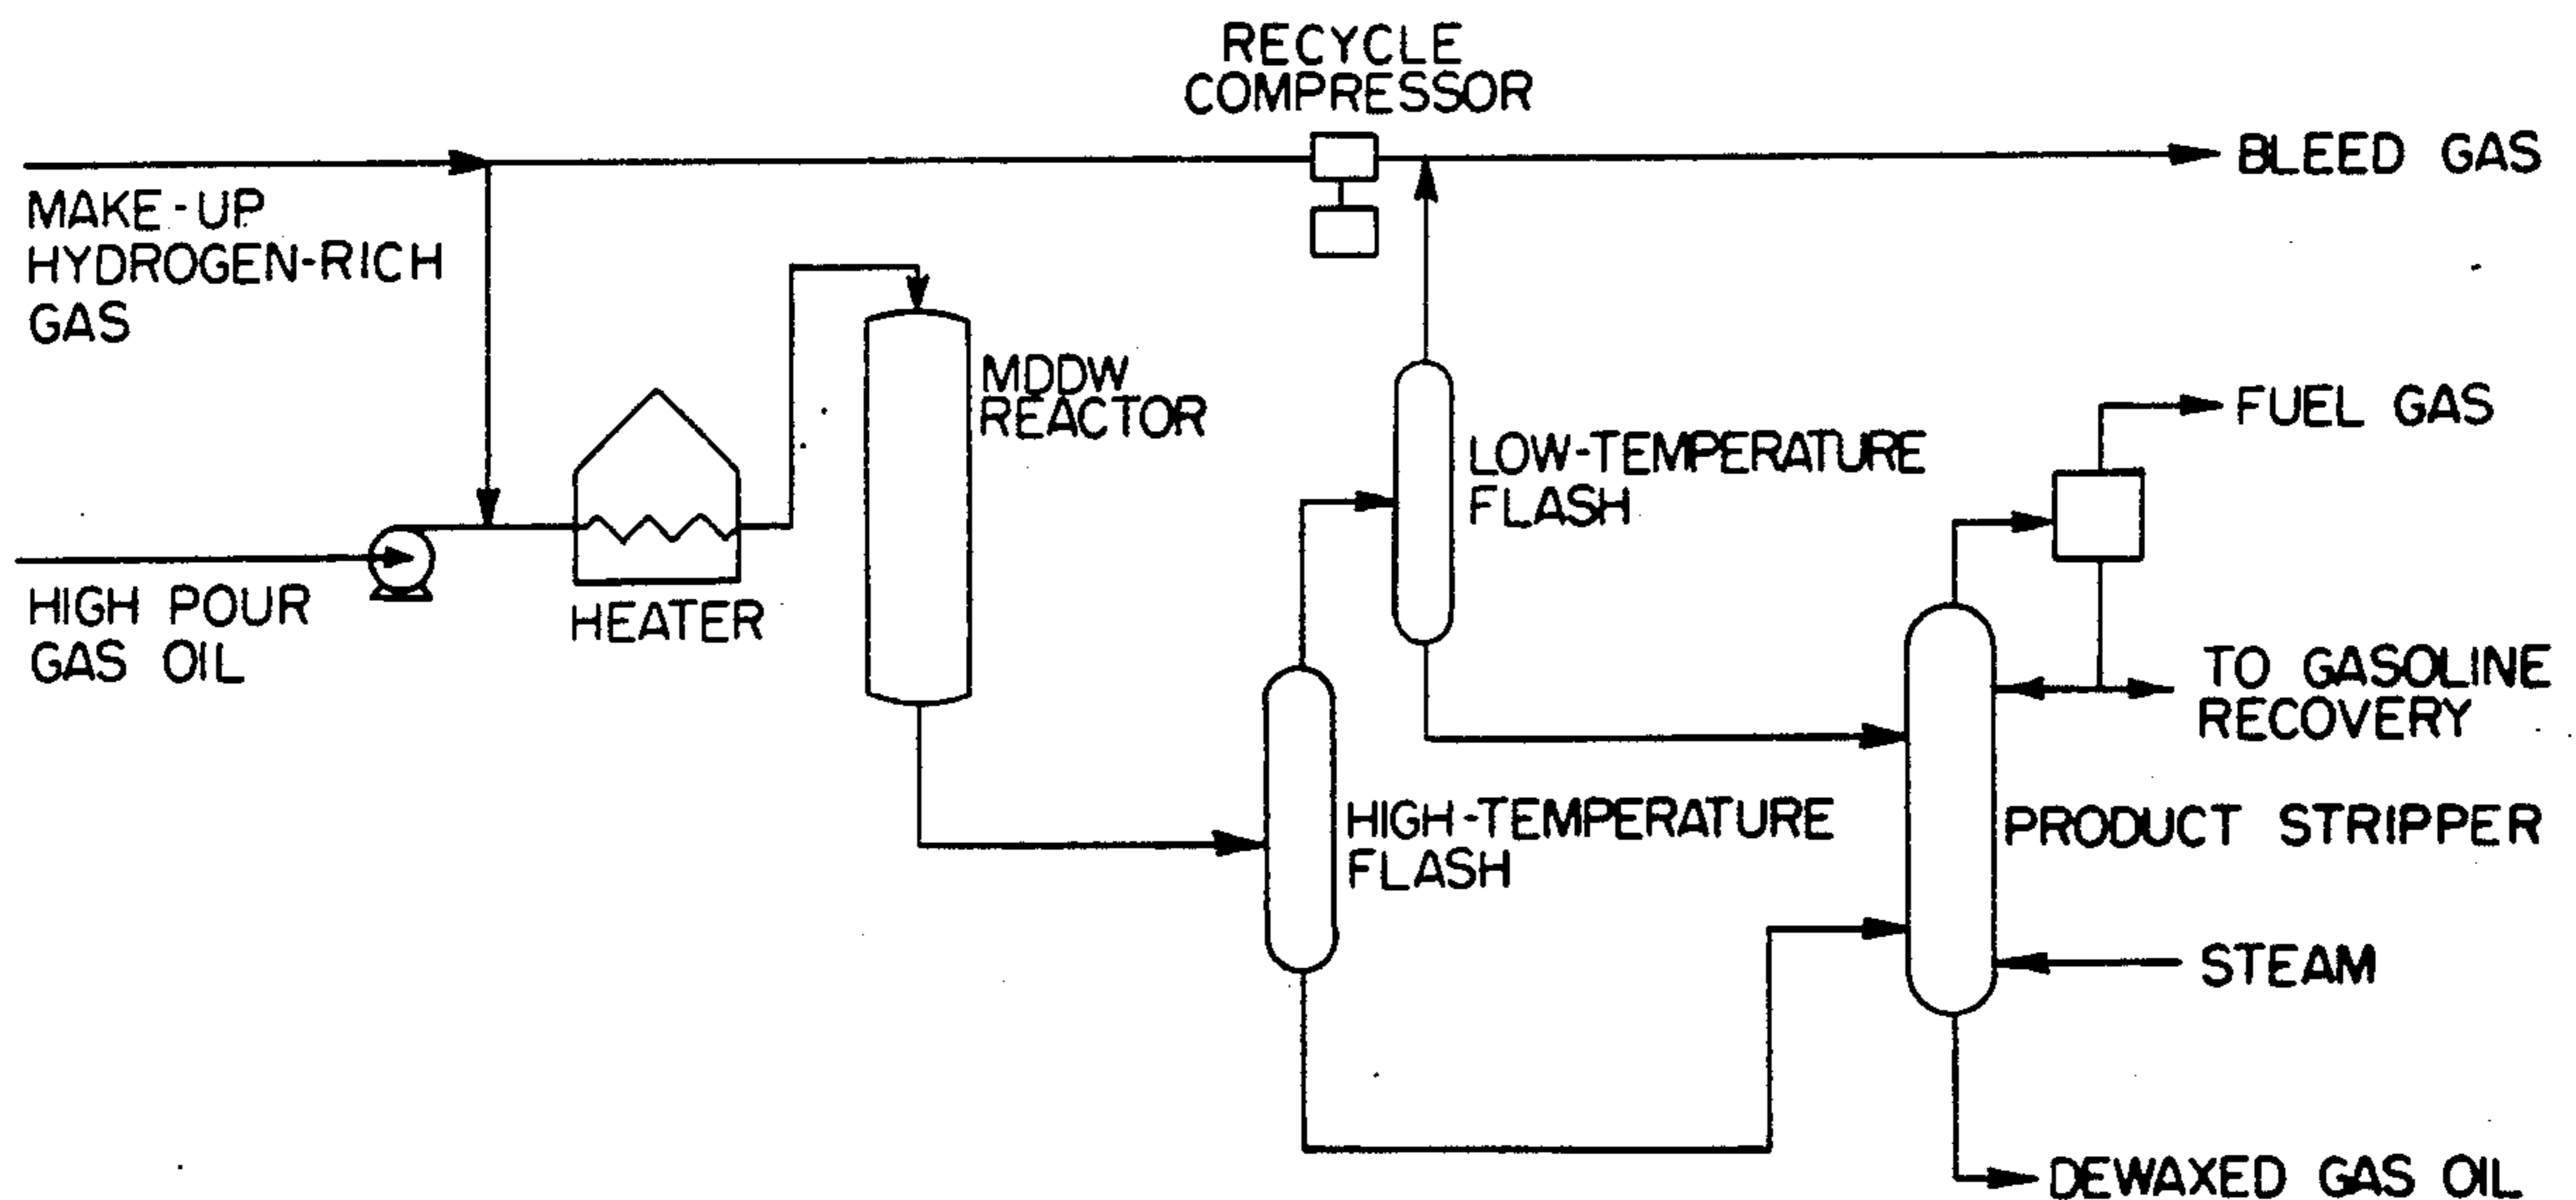 RECYCLE
COMPRESSOR
BLEED GAS
MAKE-UP
HYDROGEN-RICH
GAS
MDDW
REACTOR
FUEL GAS
LOW-TEMPERATURE
FLASH
HIGH POUR
GAS OIL
HEATER
TO GASOLINE
RECOVERY
HIGH-TEMPERATURE
FLASH
PRODUCT STRIPPER
STEAM
DEWAXED GAS OIL